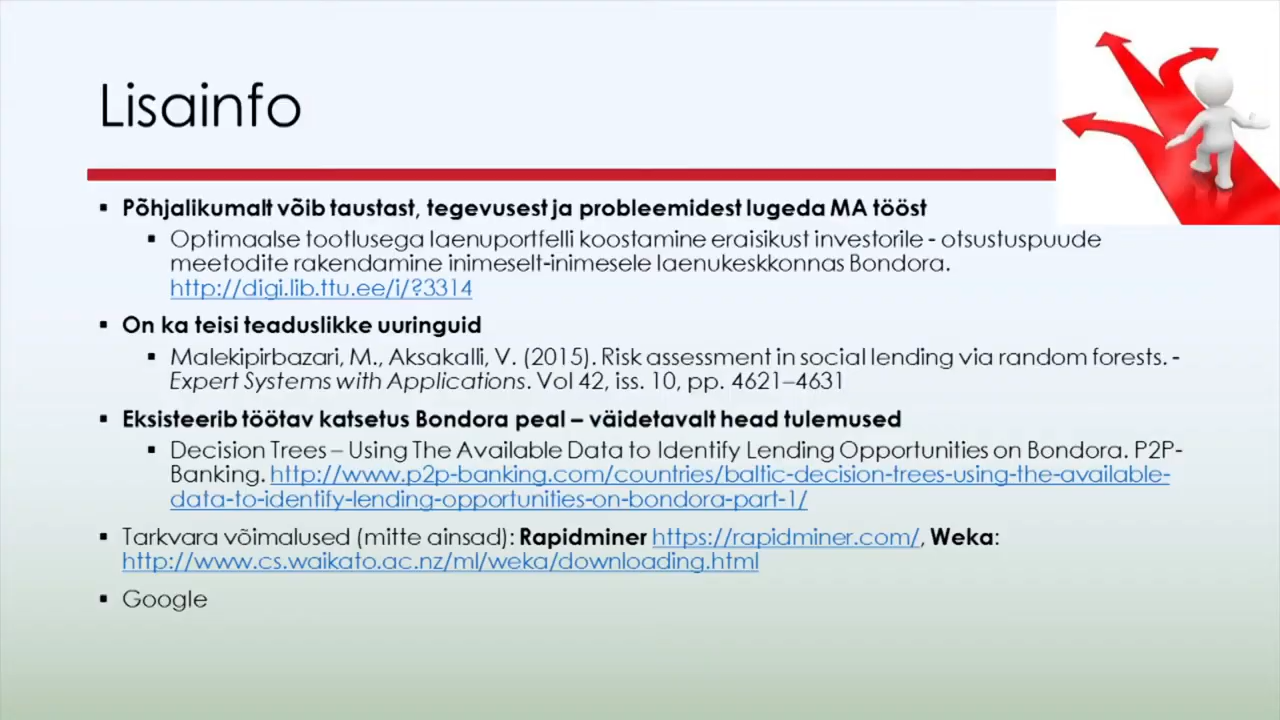 Lisainfo
▪ Põhjalikumalt võib taustast, tegevusest ja probleemidest lugeda MA tööst
▪ Optimaalse tootlusega laenuportfelli koostamine eraisikust investorile - otsustuspuude
meetodite rakendamine inimeselt-inimesele laenukeskkonnas Bondora.
http://digi.lib.ttu.ee/i/?3314
▪ On ka teisi teaduslikke uuringuid
▪ Malekipirbazari, M., Aksakalli, V. (2015). Risk assessment in social lending via random forests. -
Expert Systems with Applications. Vol 42, iss. 10, pp. 4621–4631
▪ Eksisteerib töötav katsetus Bondora peal – väidetavalt head tulemused
▪ Decision Trees – Using The Available Data to Identify Lending Opportunities on Bondora. P2P-
Banking. http://www.p2p-banking.com/countries/baltic-decision-trees-using-the-available-
data-to-identify-lending-opportunities-on-bondora-part-1/
▪ Tarkvara võimalused (mitte ainsad): Rapidminer https://rapidminer.com/, Weka:
http://www.cs.waikato.ac.nz/ml/weka/downloading.html
▪ Google